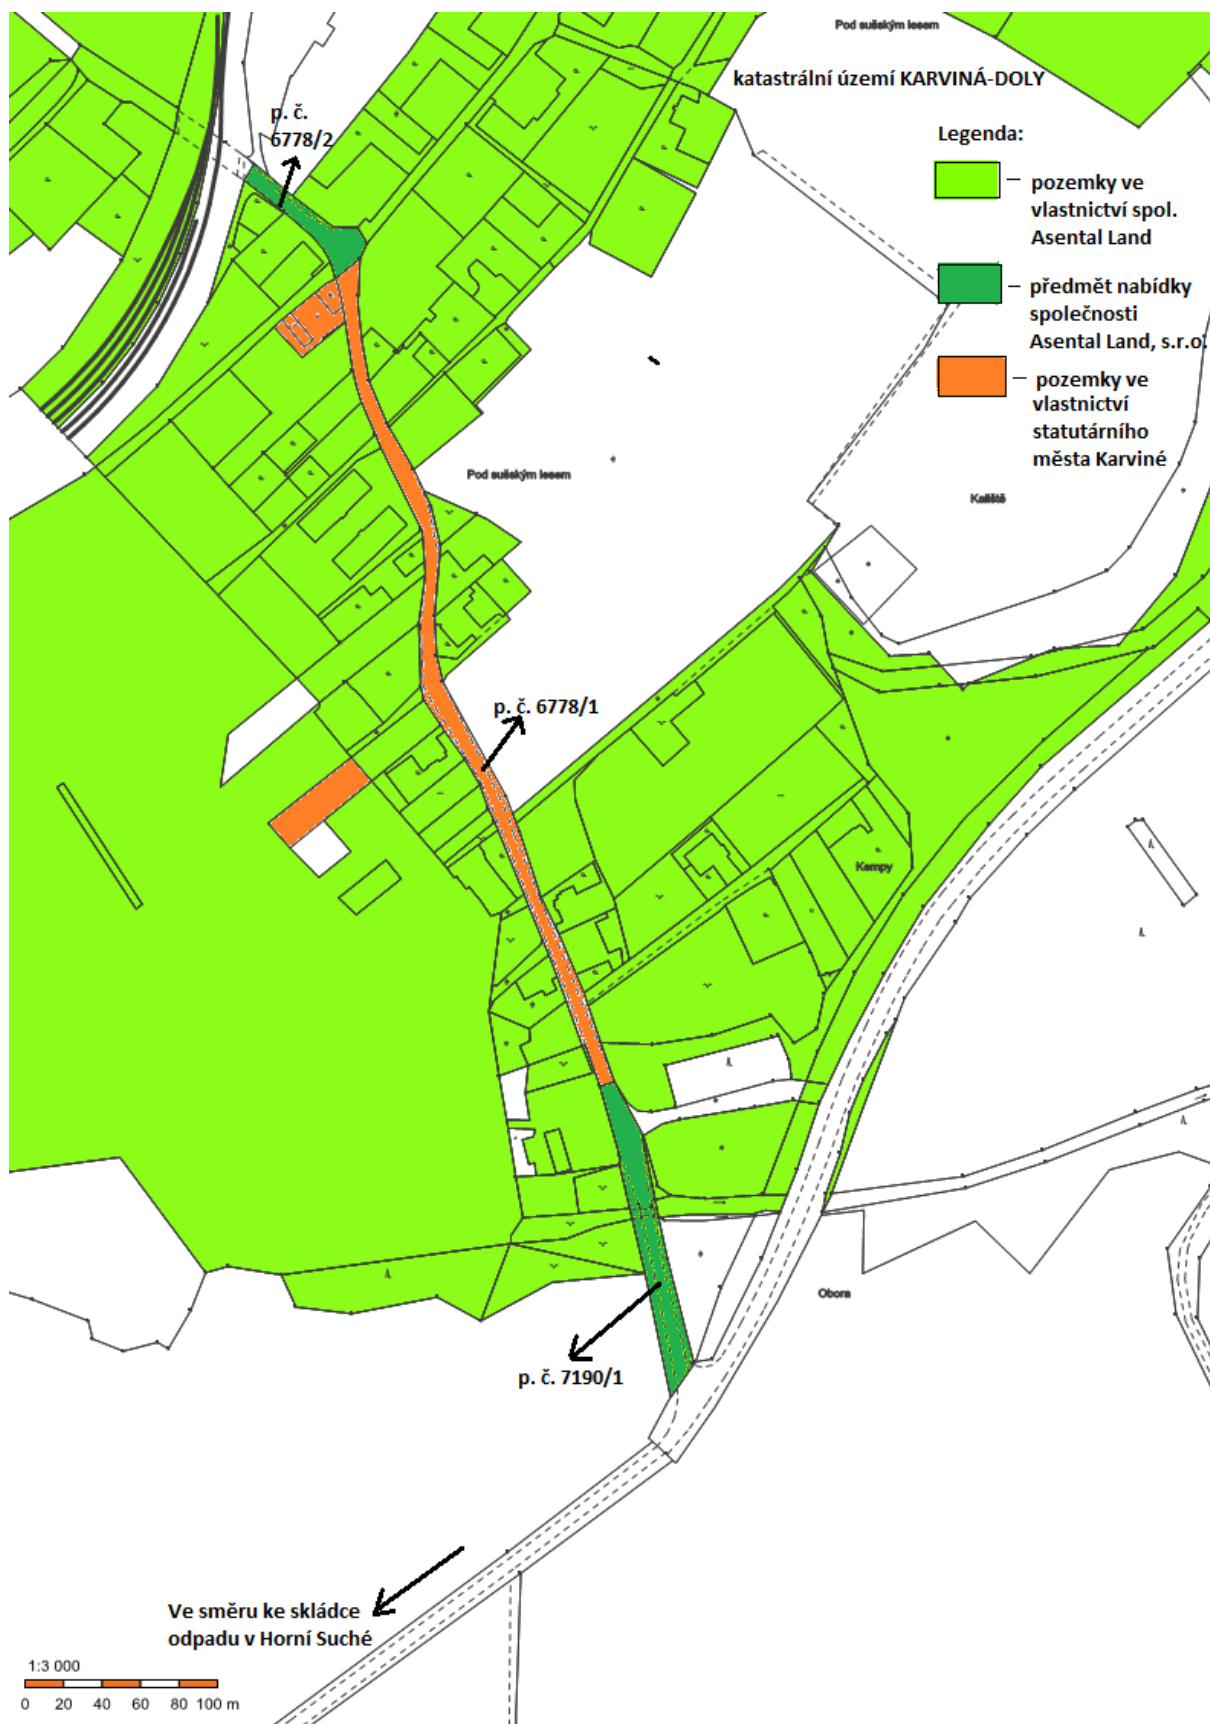 Pod sušským lesem
katastrální území KARVINÁ-DOLY
p. č.
6778/2
Legenda:
pozemky ve
vlastnictví spol.
Asental Land
předmět nabídky
společnosti
Asental Land, s.r.o.
pozemky ve
vlastnictví
statutárního
města Karviné
Pod sušským lesem
Kaliště
p. č. 6778/1
Kempy
Obora
p. č. 7190/1
Ve směru ke skládce
odpadu v Horní Suché
1:3 000
0 20 40 60 80 100 m